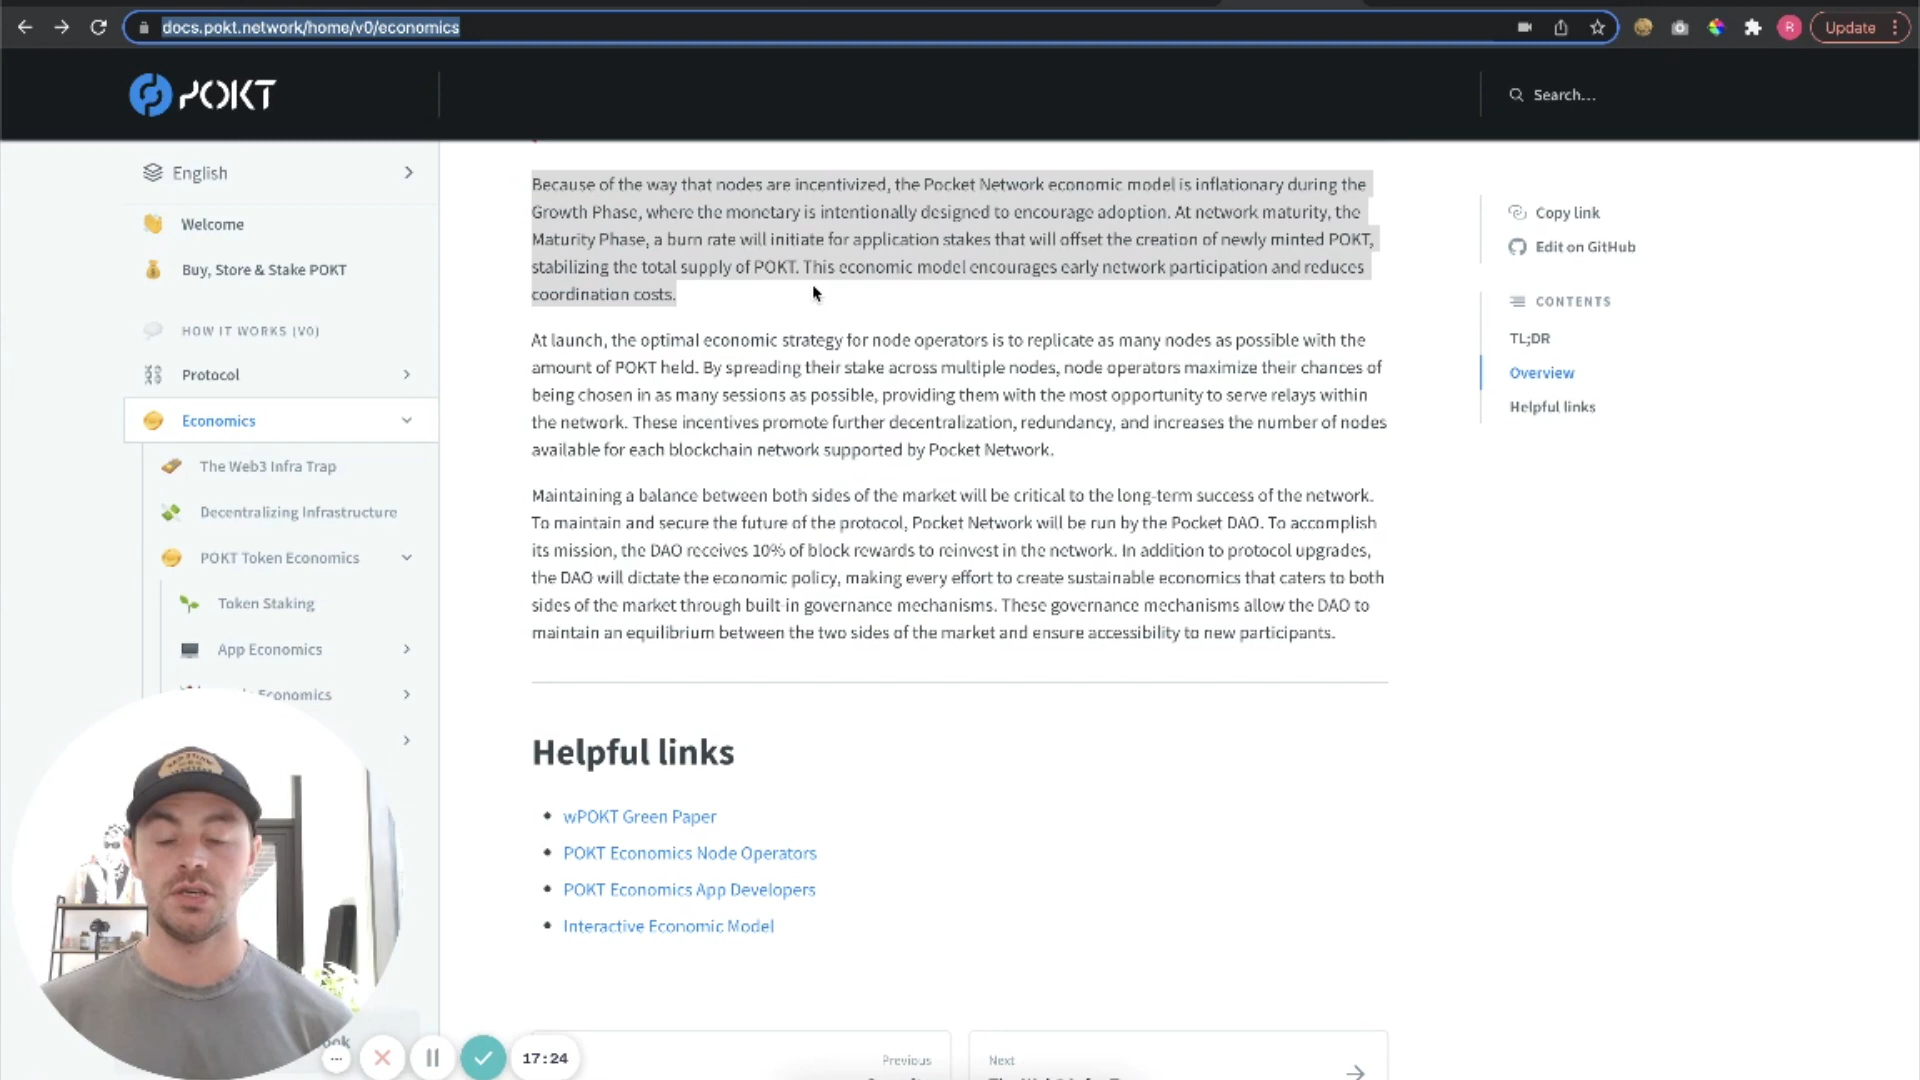 docs.pokt.network/home/v0/economics
R
Update
POKT
Search...
English
Welcome
Buy, Store & Stake POKT
HOW IT WORKS (V0)
Protocol
Economics
The Web3 Infra Trap
Decentralizing Infrastructure
POKT Token Economics
Token Staking
App Economics
Economics
Because of the way that nodes are incentivized, the Pocket Network economic model is inflationary during the
Growth Phase, where the monetary is intentionally designed to encourage adoption. At network maturity, the
Maturity Phase, a burn rate will initiate for application stakes that will offset the creation of newly minted POKT,
stabilizing the total supply of POKT. This economic model encourages early network participation and reduces
coordination costs.
At launch, the optimal economic strategy for node operators is to replicate as many nodes as possible with the
amount of POKT held. By spreading their stake across multiple nodes, node operators maximize their chances of
being chosen in as many sessions as possible, providing them with the most opportunity to serve relays within
the network. These incentives promote further decentralization, redundancy, and increases the number of nodes
available for each blockchain network supported by Pocket Network.
Maintaining a balance between both sides of the market will be critical to the long-term success of the network.
To maintain and secure the future of the protocol, Pocket Network will be run by the Pocket DAO. To accomplish
its mission, the DAO receives 10% of block rewards to reinvest in the network. In addition to protocol upgrades,
the DAO will dictate the economic policy, making every effort to create sustainable economics that caters to both
sides of the market through built-in governance mechanisms. These governance mechanisms allow the DAO to
maintain an equilibrium between the two sides of the market and ensure accessibility to new participants.
Helpful links
wPOKT Green Paper
POKT Economics Node Operators
POKT Economics App Developers
Interactive Economic Model
Previous
Next
Copy link
Edit on GitHub
CONTENTS
TL;DR
Overview
Helpful links
17:24